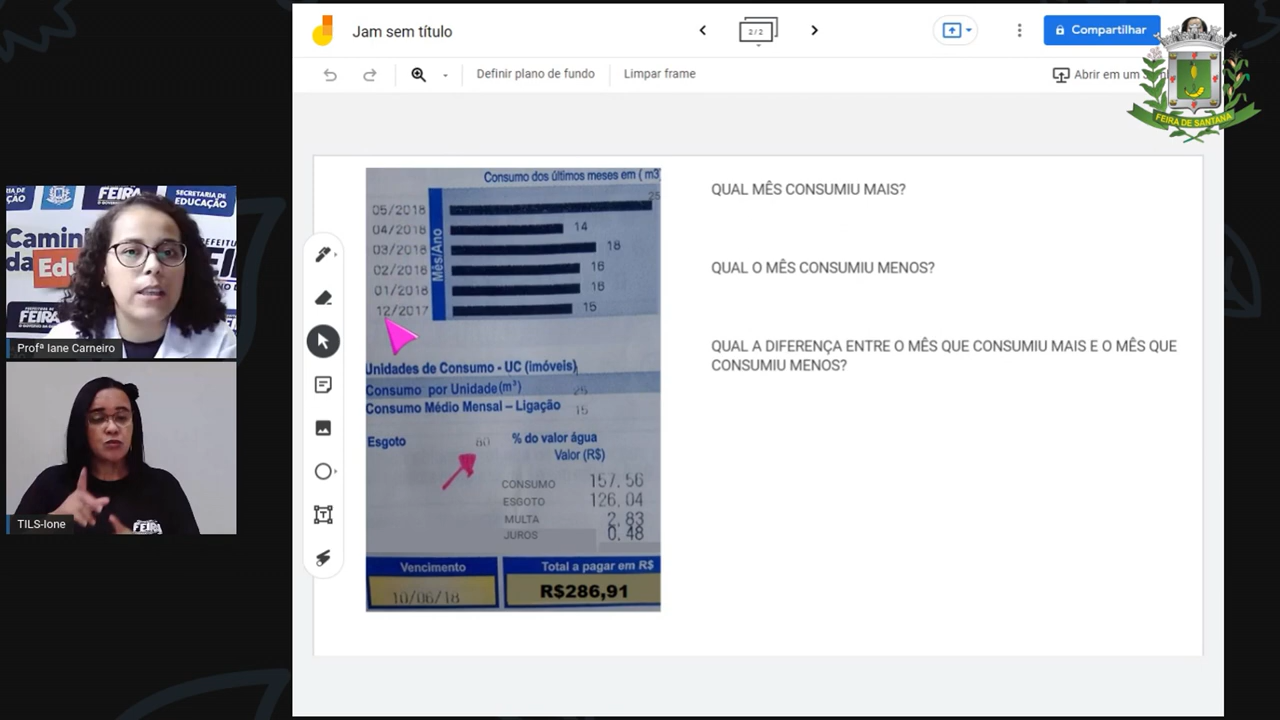 Jam sem título
2/2
Compartilhar
Definir plano de fundo
Limpar frame
Abrir em um
FEIRA DE SANTANA
SECRETARIA DE
EDUCAÇÃO
FEIRA
Caminh
da Edu
FEIRA
Profª Iane Carneiro
FEIRA
TILS-Ione
Consumo dos últimos meses em ( m3
Mês/Ano
05/2018 25
04/2018 14
03/2018 18
02/2018 16
01/2018 16
12/2017 15
Unidades de Consumo - UC (imóveis)
Consumo por Unidade (m³) 25
Consumo Médio Mensal – Ligação 15
Esgoto 80 % do valor água
Valor (R$)
CONSUMO 157,56
ESGOTO 126,04
MULTA 2,83
JUROS 0,48
Vencimento
10/06/18
Total a pagar em R$
R$286,91
QUAL MÊS CONSUMIU MAIS?
QUAL O MÊS CONSUMIU MENOS?
QUAL A DIFERENÇA ENTRE O MÊS QUE CONSUMIU MAIS E O MÊS QUE
CONSUMIU MENOS?